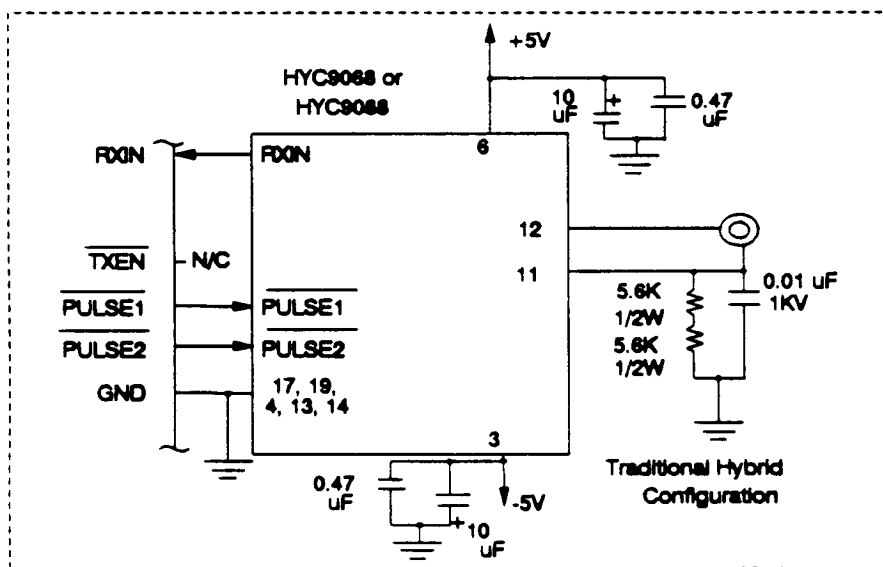 +5V
HYC9068 or
HYC9088
10
uF
+
0.47
uF
6
RXIN
RXIN
12
TXEN
N/C
11
PULSE1
PULSE1
PULSE2
PULSE2
5.6K
1/2W
5.6K
1/2W
0.01 uF
1KV
GND
17, 19,
4, 13, 14
3
0.47
uF
-5V
+
10
uF
Traditional Hybrid
Configuration